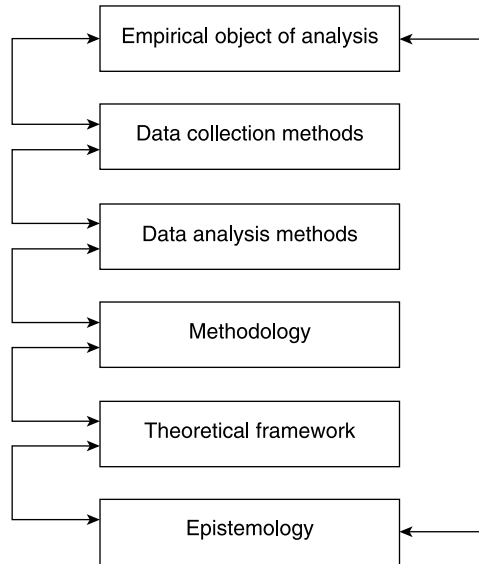 Empirical object of analysis
Data collection methods
Data analysis methods
Methodology
Theoretical framework
Epistemology